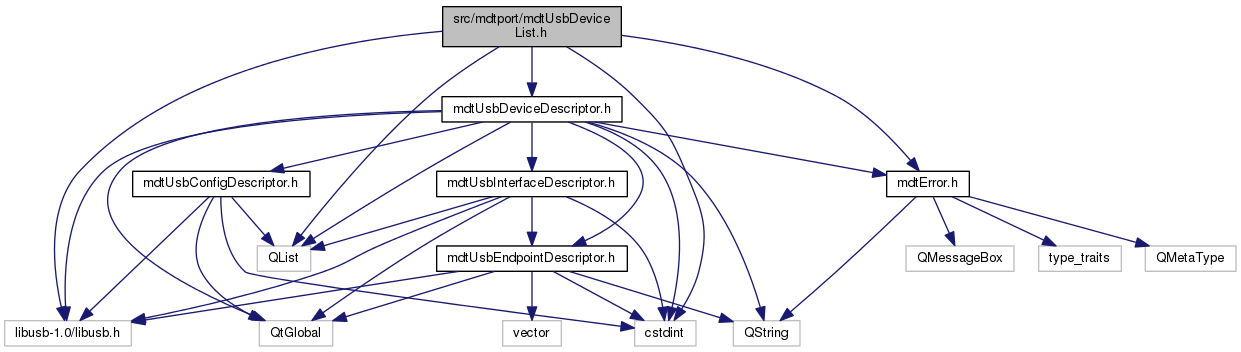 src/mdtport/mdtUsbDevice
List.h
mdtUsbDeviceDescriptor.h
mdtUsbConfigDescriptor.h
mdtUsbInterfaceDescriptor.h
mdtError.h
QList
mdtUsbEndpointDescriptor.h
QMessageBox
type_traits
QMetaType
libusb-1.0/libusb.h
QtGlobal
vector
cstdint
QString